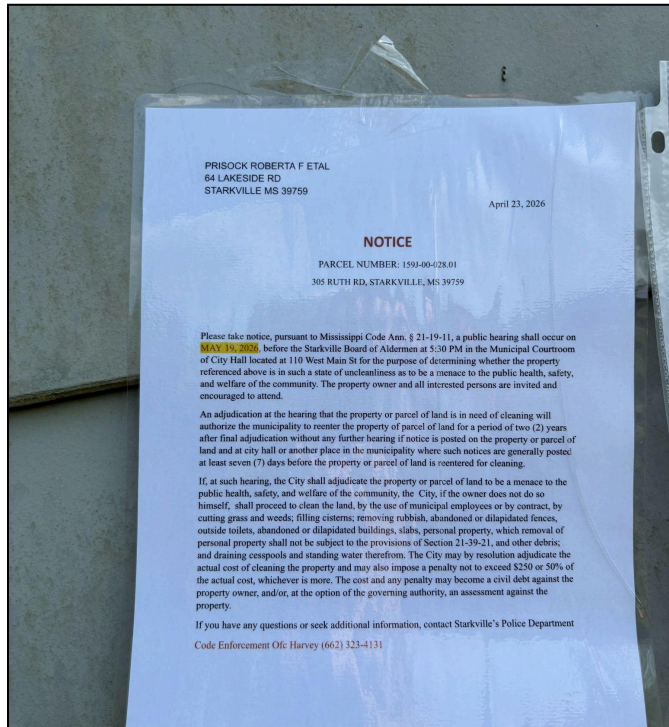 PRISOCK ROBERTA F ETAL
64 LAKESIDE RD
STARKVILLE MS 39759
April 23, 2026
NOTICE
PARCEL NUMBER: 159J-00-028.01
305 RUTH RD, STARKVILLE, MS 39759
Please take notice, pursuant to Mississippi Code Ann. § 21-19-11, a public hearing shall occur on
MAY 19, 2026, before the Starkville Board of Aldermen at 5:30 PM in the Municipal Courtroom
of City Hall located at 110 West Main St for the purpose of determining whether the property
referenced above is in such a state of uncleanliness as to be a menace to the public health, safety,
and welfare of the community. The property owner and all interested persons are invited and
encouraged to attend.
An adjudication at the hearing that the property or parcel of land is in need of cleaning will
authorize the municipality to reenter the property of parcel of land for a period of two (2) years
after final adjudication without any further hearing if notice is posted on the property or parcel of
land and at city hall or another place in the municipality where such notices are generally posted
at least seven (7) days before the property or parcel of land is reentered for cleaning.
If, at such hearing, the City shall adjudicate the property or parcel of land to be a menace to the
public health, safety, and welfare of the community, the City, if the owner does not do so
himself, shall proceed to clean the land, by the use of municipal employees or by contract, by
cutting grass and weeds; filling cisterns; removing rubbish, abandoned or dilapidated fences,
outside toilets, abandoned or dilapidated buildings, slabs, personal property, which removal of
personal property shall not be subject to the provisions of Section 21-39-21, and other debris;
and draining cesspools and standing water therefrom. The City may by resolution adjudicate the
actual cost of cleaning the property and may also impose a penalty not to exceed $250 or 50% of
the actual cost, whichever is more. The cost and any penalty may become a civil debt against the
property owner, and/or, at the option of the governing authority, an assessment against the
property.
If you have any questions or seek additional information, contact Starkville's Police Department
Code Enforcement Ofc Harvey (662) 323-4131